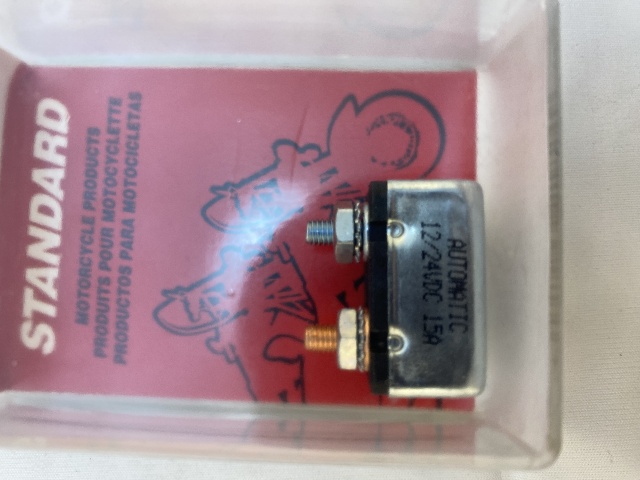 STANDARD
MOTORCYCLE PRODUCTS
PRODUITS POUR MOTOCYCLETTE
PRODUCTOS PARA MOTOCICLETAS
AUTOMATIC
12/24VDC 15A